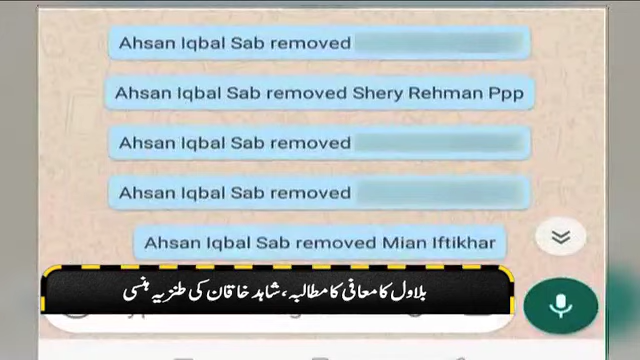 Ahsan Iqbal Sab removed
Ahsan Iqbal Sab removed Shery Rehman Ppp
Ahsan Iqbal Sab removed
Ahsan Iqbal Sab removed
Ahsan Iqbal Sab removed Mian Iftikhar
بلاول کا معافی کا مطالبہ، شاہد خاقان کی طنزیہ ہنسی